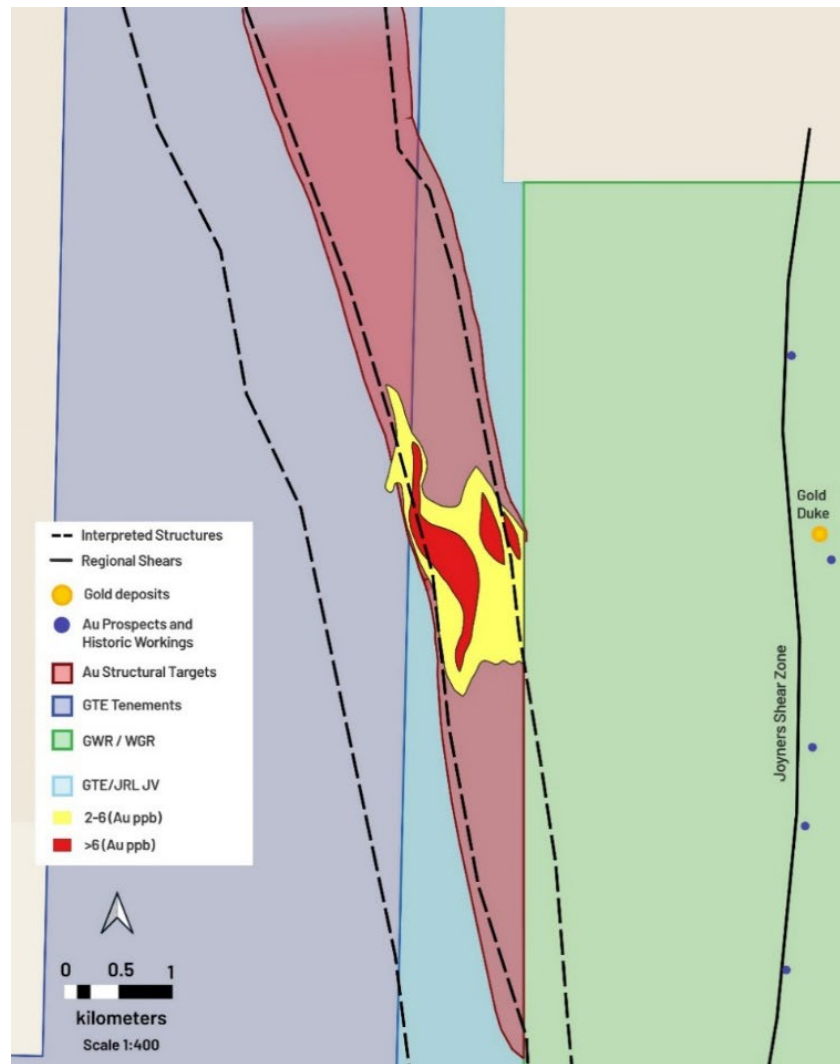 Gold
Duke
Joyners Shear Zone
Interpreted Structures
Regional Shears
Gold deposits
Au Prospects and
Historic Workings
Au Structural Targets
GTE Tenements
GWR / WGR
GTE/JRL JV
2-6 (Au ppb)
>6 (Au ppb)
0 0.5 1
kilometers
Scale 1:400